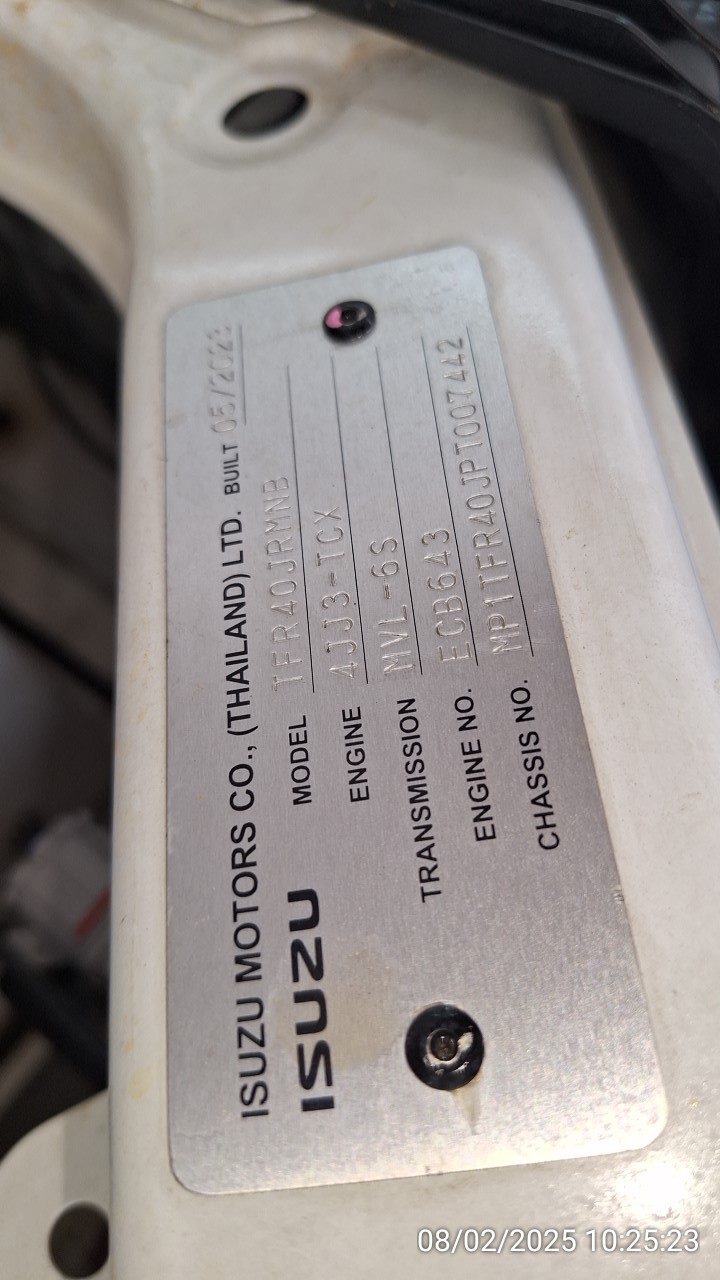 ISUZU MOTORS CO., (THAILAND) LTD. BUILT 05/2023
ISUZU
MODEL TFR40JRMNB
ENGINE 4JJ3-TCX
TRANSMISSION MVL-6S
ENGINE NO. ECB643
CHASSIS NO. MP1TFR40JPT007442
08/02/2025 10:25:23